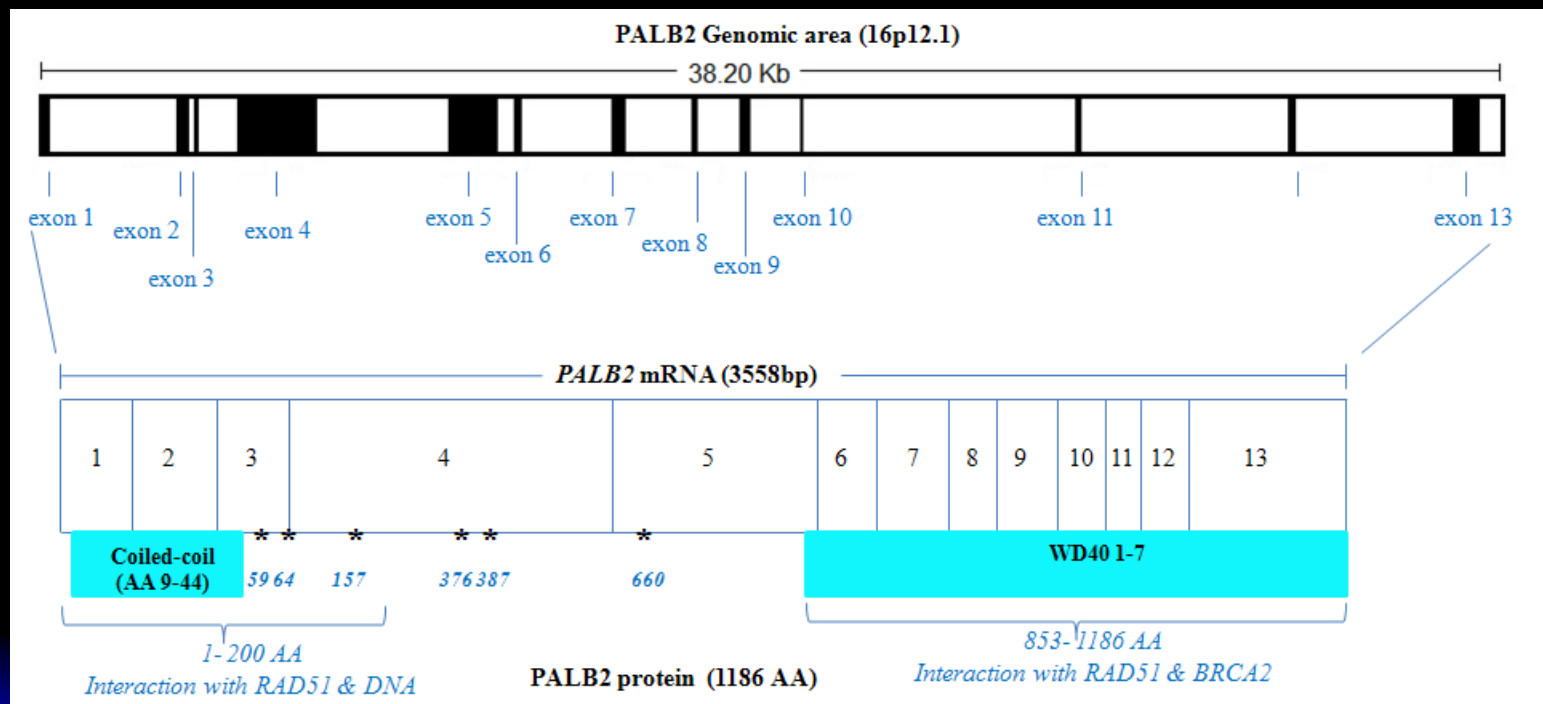 PALB2 Genomic area (16p12.1)
38.20 Kb
exon 1
exon 2
exon 3
exon 4
exon 5
exon 6
exon 7
exon 8
exon 9
exon 10
exon 11
exon 13
PALB2 mRNA (3558bp)
1 2 3 4 5 6 7 8 9 10 11 12 13
* * * * * *
Coiled-coil
(AA 9-44)
59 64 157 376 387 660
WD40 1-7
1-200 AA
Interaction with RAD51 & DNA
PALB2 protein (1186 AA)
853-1186 AA
Interaction with RAD51 & BRCA2